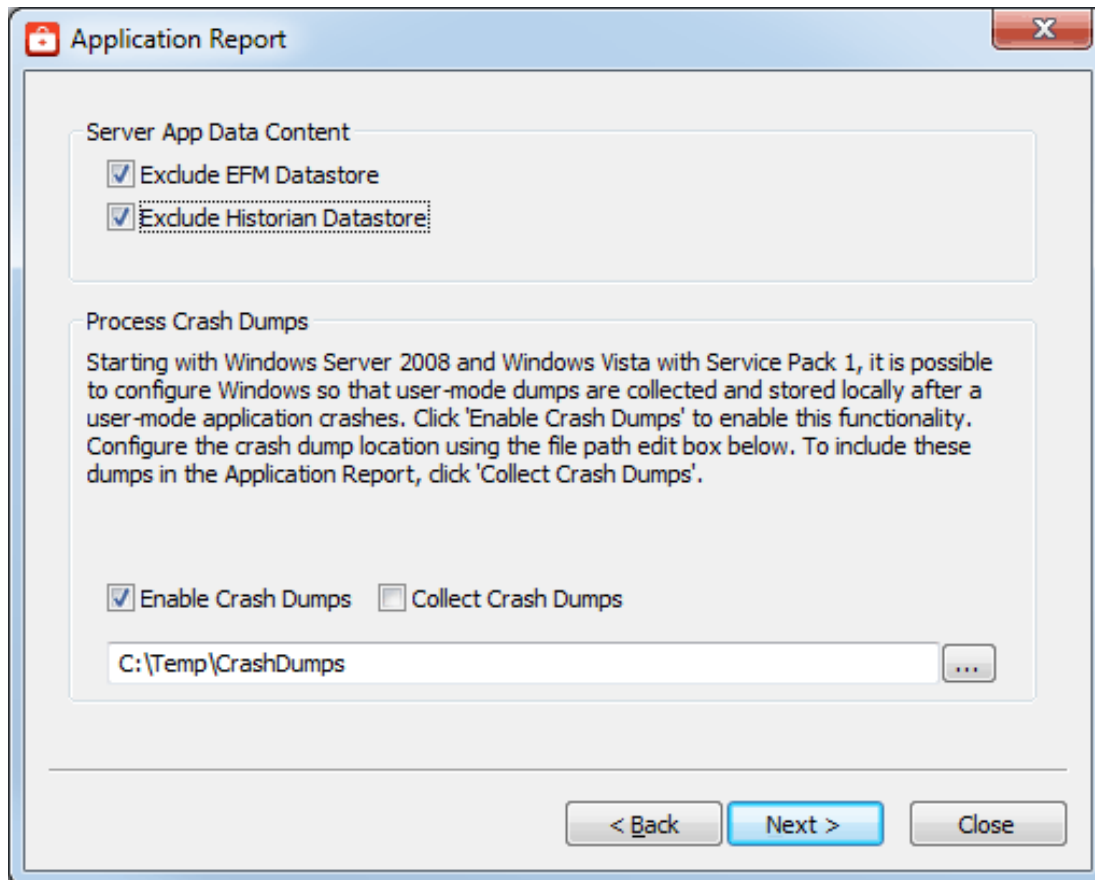 Application Report
Server App Data Content
Exclude EFM Datastore
Exclude Historian Datastore
Process Crash Dumps
Starting with Windows Server 2008 and Windows Vista with Service Pack 1, it is possible
to configure Windows so that user-mode dumps are collected and stored locally after a
user-mode application crashes. Click 'Enable Crash Dumps' to enable this functionality.
Configure the crash dump location using the file path edit box below. To include these
dumps in the Application Report, click 'Collect Crash Dumps'.
Enable Crash Dumps Collect Crash Dumps
C:\Temp\CrashDumps ...
< Back Next > Close